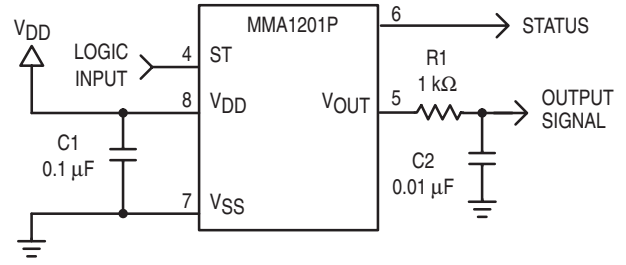 MMA1201P
6
STATUS
VDD
LOGIC
INPUT
4
ST
R1
1 kΩ
8
VDD
VOUT
5
OUTPUT
SIGNAL
C1
0.1 µF
C2
0.01 µF
7
VSS